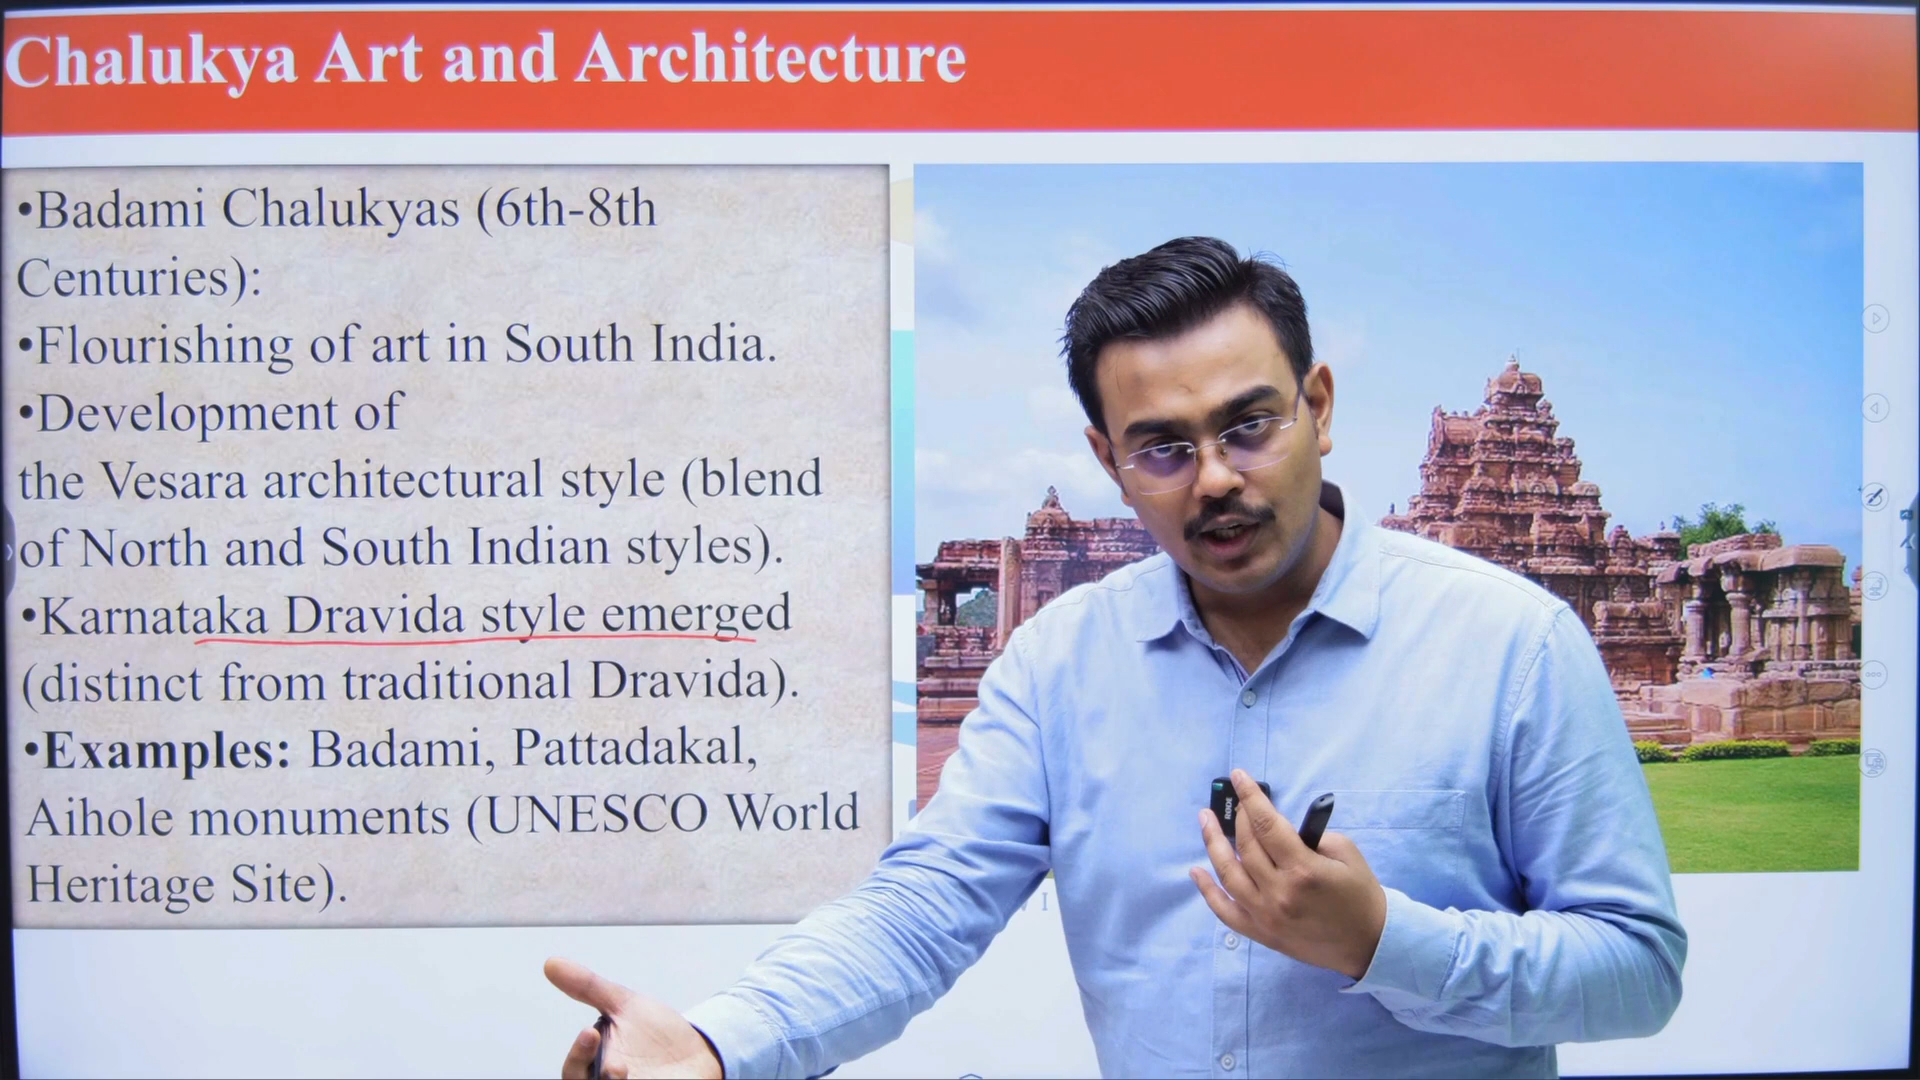 Chalukya Art and Architecture
•Badami Chalukyas (6th-8th
Centuries):
•Flourishing of art in South India.
•Development of
the Vesara architectural style (blend
of North and South Indian styles).
•Karnataka Dravida style emerged
(distinct from traditional Dravida).
•Examples: Badami, Pattadakal,
Aihole monuments (UNESCO World
Heritage Site).
RODE